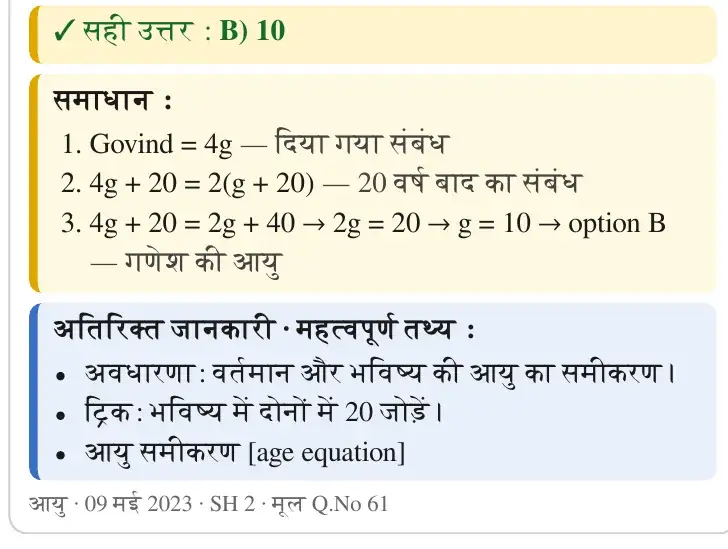 ✓ सही उत्तर : B) 10
समाधान :
1. Govind = 4g — दिया गया संबंध
2. 4g + 20 = 2(g + 20) — 20 वर्ष बाद का संबंध
3. 4g + 20 = 2g + 40 → 2g = 20 → g = 10 → option B
— गणेश की आयु
अतिरिक्त जानकारी · महत्वपूर्ण तथ्य :
• अवधारणा : वर्तमान और भविष्य की आयु का समीकरण।
• ट्रिक : भविष्य में दोनों में 20 जोड़ें।
• आयु समीकरण [age equation]
आयु · 09 मई 2023 · SH 2 · मूल Q.No 61